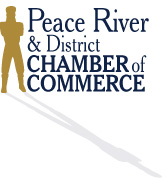 Peace River
& District
CHAMBER of
COMMERCE